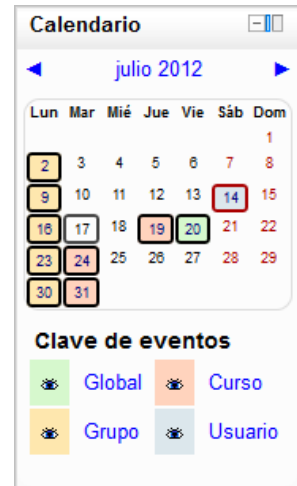 Calendario
julio 2012
Lun Mar Mié Jue Vie Sáb Dom
1
2 3 4 5 6 7 8
9 10 11 12 13 14 15
16 17 18 19 20 21 22
23 24 25 26 27 28 29
30 31
Clave de eventos
Global Curso
Grupo Usuario